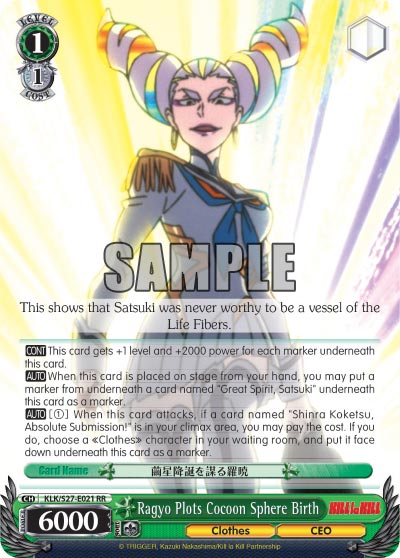 LEVEL
1
1
COST
SAMPLE
This shows that Satsuki was never worthy to be a vessel of the
Life Fibers.
CONT This card gets +1 level and +2000 power for each marker underneath
this card.
AUTO When this card is placed on stage from your hand, you may put a
marker from underneath a card named "Great Spirit, Satsuki" underneath
this card as a marker.
AUTO [①] When this card attacks, if a card named "Shinra Koketsu,
Absolute Submission!" is in your climax area, you may pay the cost. If you
do, choose a «Clothes» character in your waiting room, and put it face
down underneath this card as a marker.
Card Name 繭星降誕を謀る羅暁
CH KLK/S27-E021 RR
Ragyo Plots Cocoon Sphere Birth KILL la KILL
POWER 6000
Clothes CEO
© TRIGGER, Kazuki Nakashima/Kill la Kill Partnership